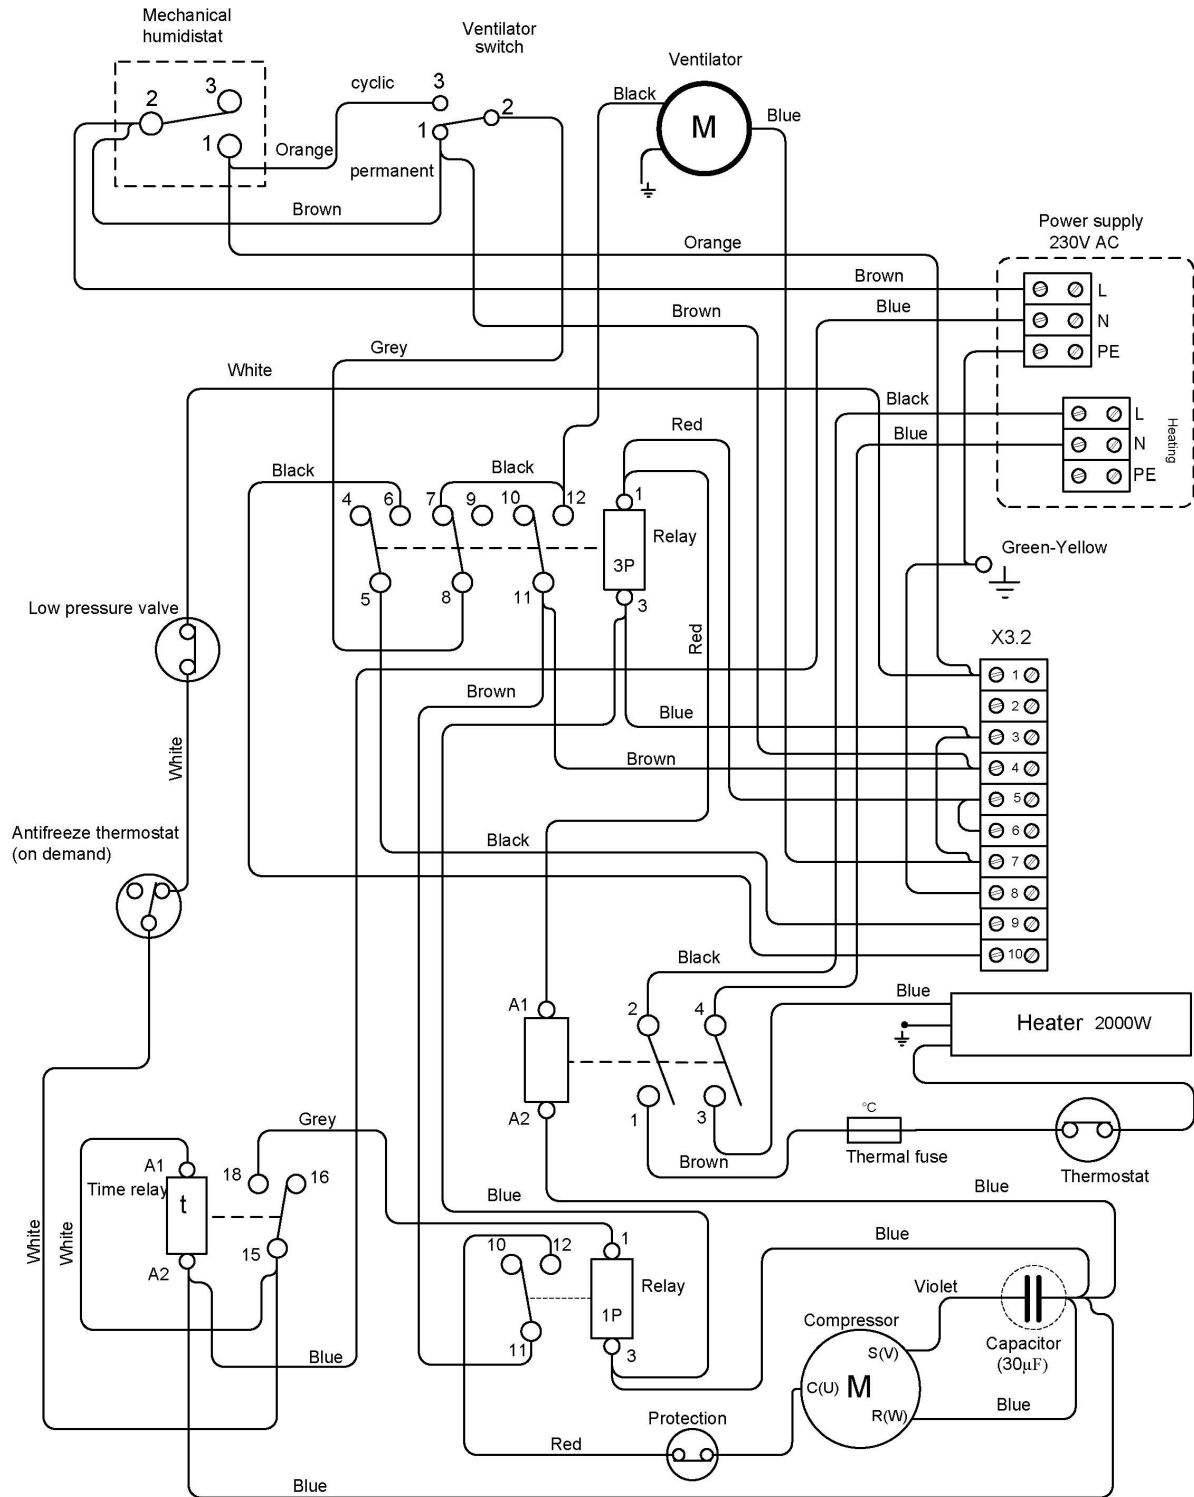 Mechanical
humidistat
Ventilator
switch
Ventilator
cyclic
3
Black
3
2
2
Blue
M
1
1
Orange
permanent
Brown
Power supply
230V AC
Orange
Brown
L
Blue
Brown
N
Grey
PE
White
Black
L
Red
Blue
N
Heating
PE
Black
Black
4
6
7
9
10
12
1
Relay
3P
Green-Yellow
5
8
11
3
Low pressure valve
X3.2
Red
1
Brown
2
Blue
3
White
Brown
4
5
Antifreeze thermostat
(on demand)
6
Black
7
8
9
Black
10
Blue
A1
2
4
Heater 2000W
A2
1
3
°C
Grey
Brown
Thermal fuse
Thermostat
A1
18
16
Time relay
t
Blue
Blue
White
White
15
A2
10
12
1
Blue
Relay
1P
Violet
Compressor
Capacitor
(30µF)
11
3
S(V)
Blue
C(U)
M
R(W)
Blue
Protection
Red
Blue